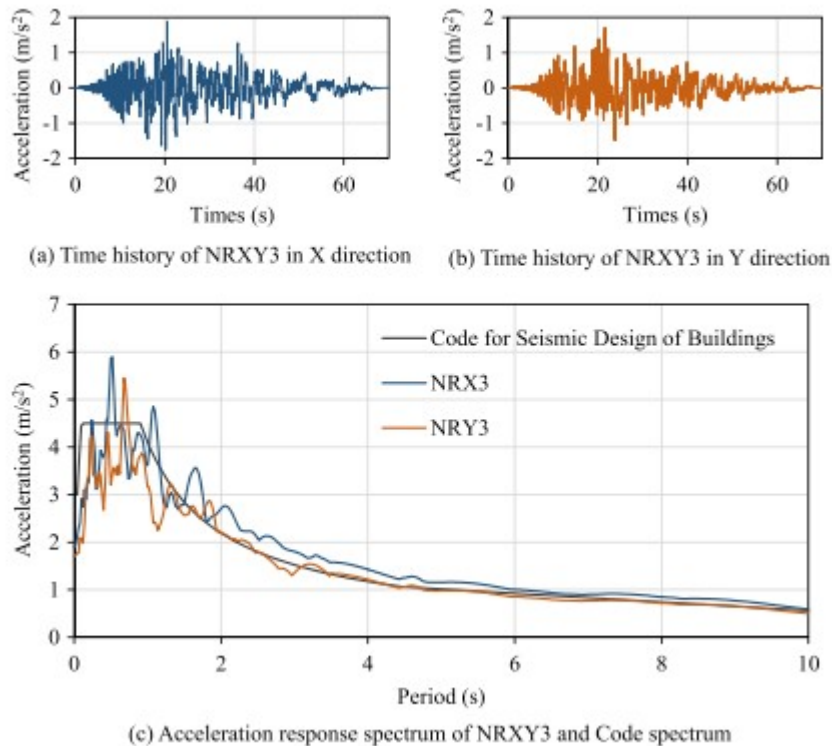 Acceleration (m/s²)
2
1
0
-1
-2
0 20 40 60
Times (s)
(a) Time history of NRXY3 in X direction
Acceleration (m/s²)
2
1
0
-1
-2
0 20 40 60
Times (s)
(b) Time history of NRXY3 in Y direction
Acceleration (m/s²)
7
6
5
4
3
2
1
0
Code for Seismic Design of Buildings
NRX3
NRY3
0 2 4 6 8 10
Period (s)
(c) Acceleration response spectrum of NRXY3 and Code spectrum